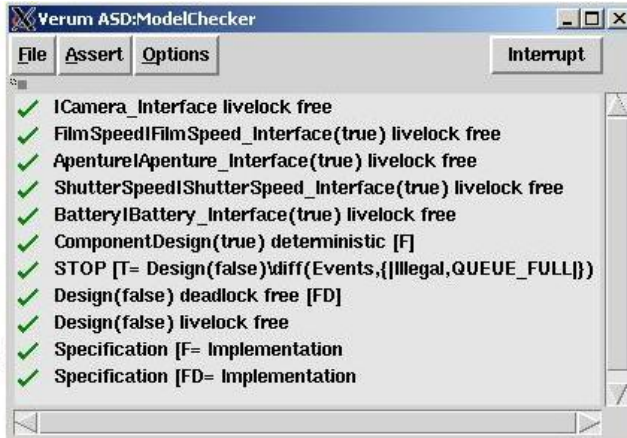 Verum ASD:ModelChecker
File Assert Options Interrupt
ICamera_Interface livelock free
FilmSpeedIFilmSpeed_Interface(true) livelock free
ApentureIApenture_Interface(true) livelock free
ShutterSpeedIShutterSpeed_Interface(true) livelock free
BatteryIBattery_Interface(true) livelock free
ComponentDesign(true) deterministic [F]
STOP [T= Design(false)\diff(Events,{|Illegal,QUEUE_FULL|})
Design(false) deadlock free [FD]
Design(false) livelock free
Specification [F= Implementation
Specification [FD= Implementation